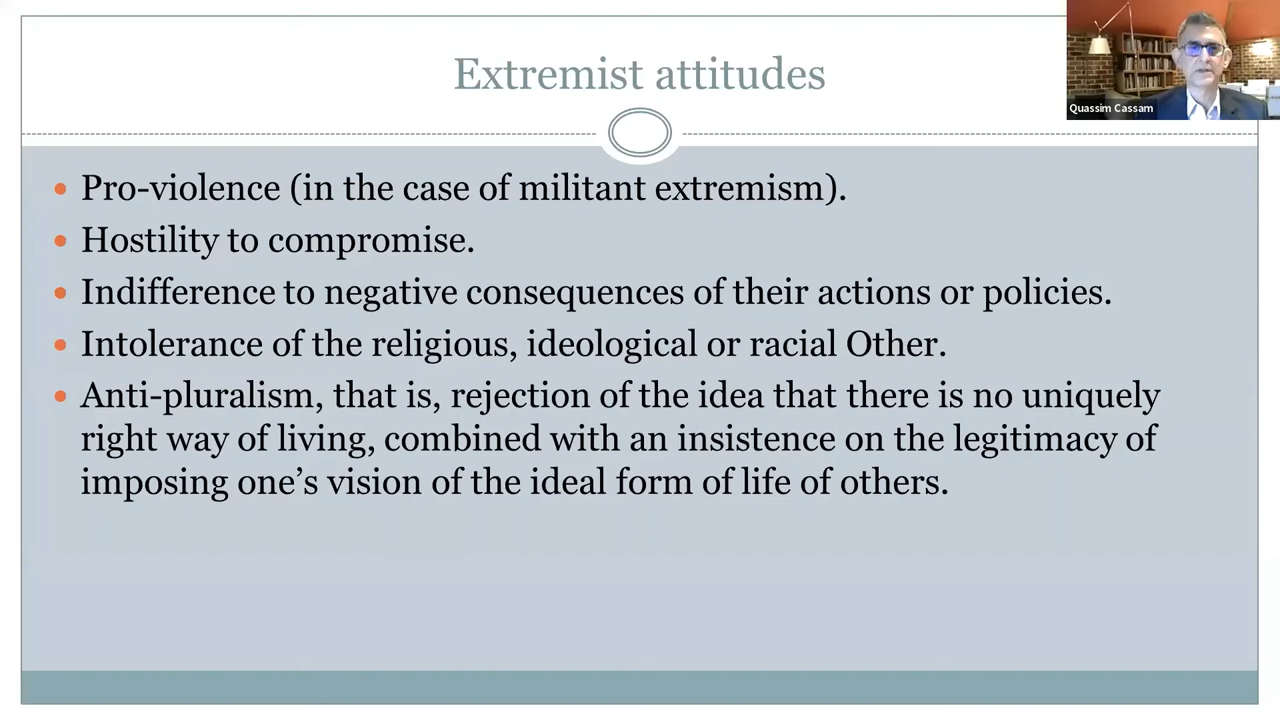 Extremist attitudes
Quassim Cassam
• Pro-violence (in the case of militant extremism).
• Hostility to compromise.
• Indifference to negative consequences of their actions or policies.
• Intolerance of the religious, ideological or racial Other.
• Anti-pluralism, that is, rejection of the idea that there is no uniquely
right way of living, combined with an insistence on the legitimacy of
imposing one’s vision of the ideal form of life of others.